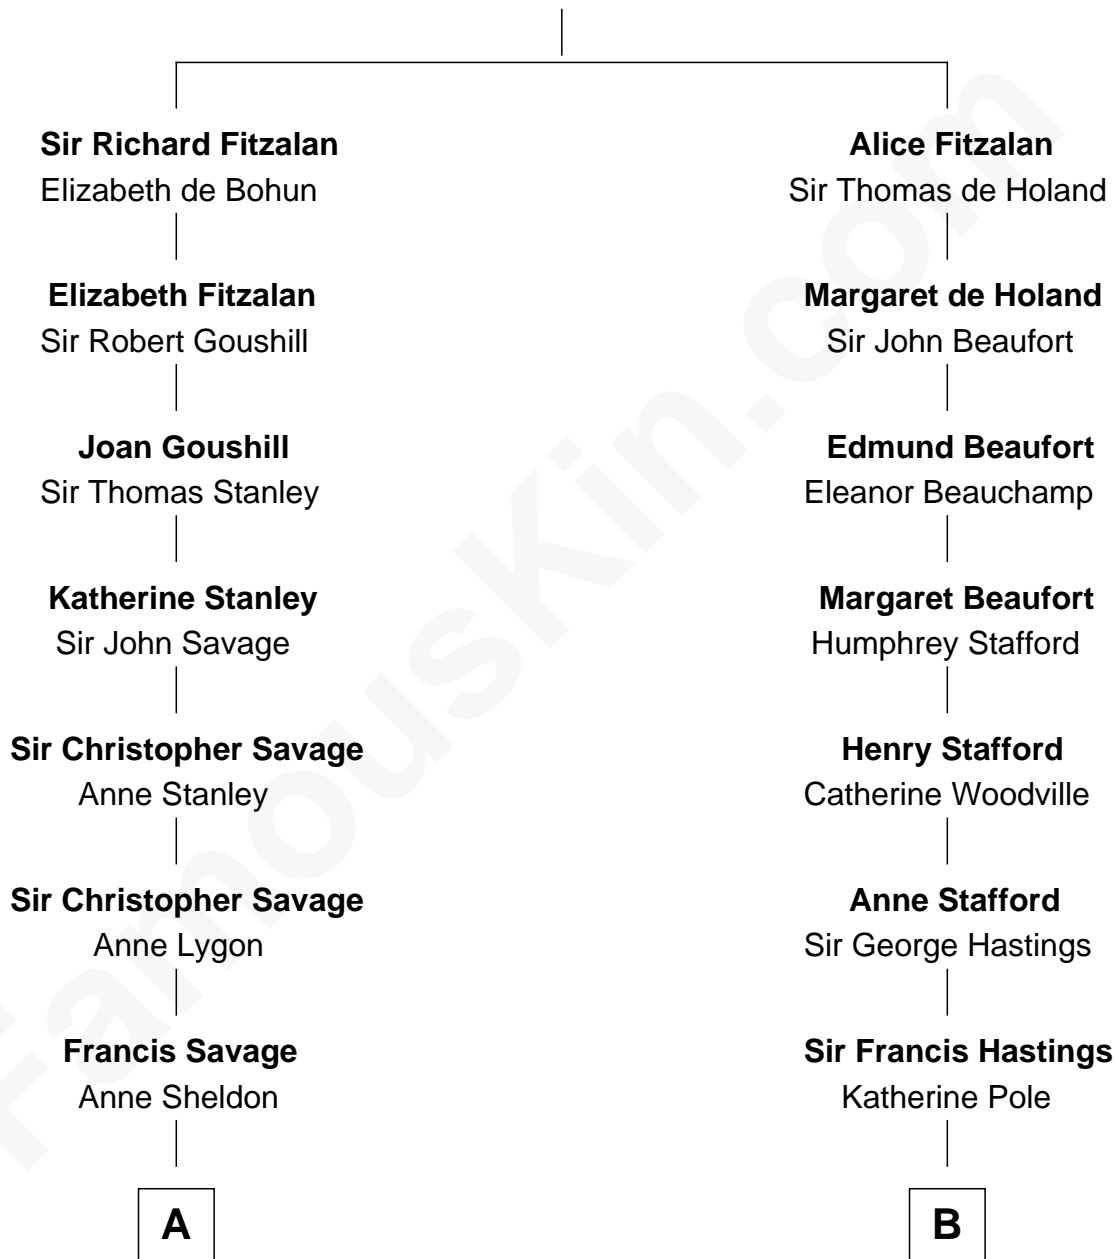 Sir Richard Fitzalan
Elizabeth de Bohun
Elizabeth Fitzalan
Sir Robert Goushill
Joan Goushill
Sir Thomas Stanley
Katherine Stanley
Sir John Savage
Sir Christopher Savage
Anne Stanley
Sir Christopher Savage
Anne Lygon
Francis Savage
Anne Sheldon
A
Alice Fitzalan
Sir Thomas de Holand
Margaret de Holand
Sir John Beaufort
Edmund Beaufort
Eleanor Beauchamp
Margaret Beaufort
Humphrey Stafford
Henry Stafford
Catherine Woodville
Anne Stafford
Sir George Hastings
Sir Francis Hastings
Katherine Pole
B
FamousKin.com